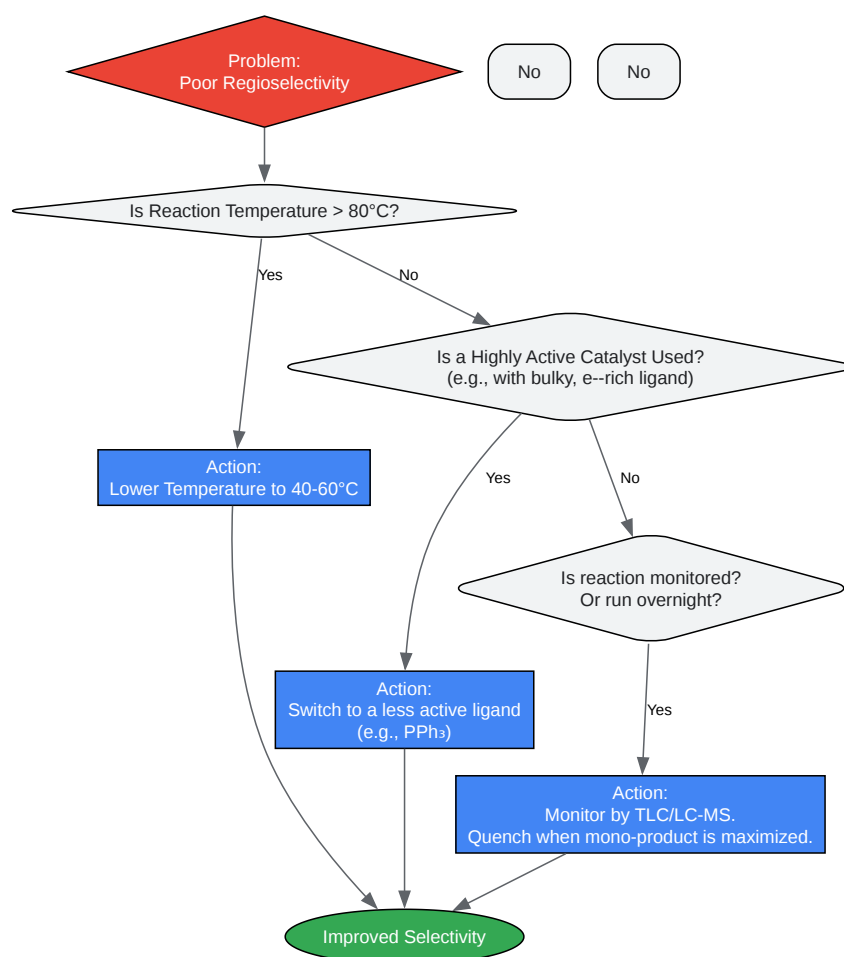 Problem:
Poor Regioselectivity
No
No
Is Reaction Temperature > 80°C?
Yes
No
Is a Highly Active Catalyst Used?
(e.g., with bulky, e--rich ligand)
Action:
Lower Temperature to 40-60°C
Yes
No
Is reaction monitored?
Or run overnight?
Action:
Switch to a less active ligand
(e.g., PPh₃)
Yes
Action:
Monitor by TLC/LC-MS.
Quench when mono-product is maximized.
Improved Selectivity